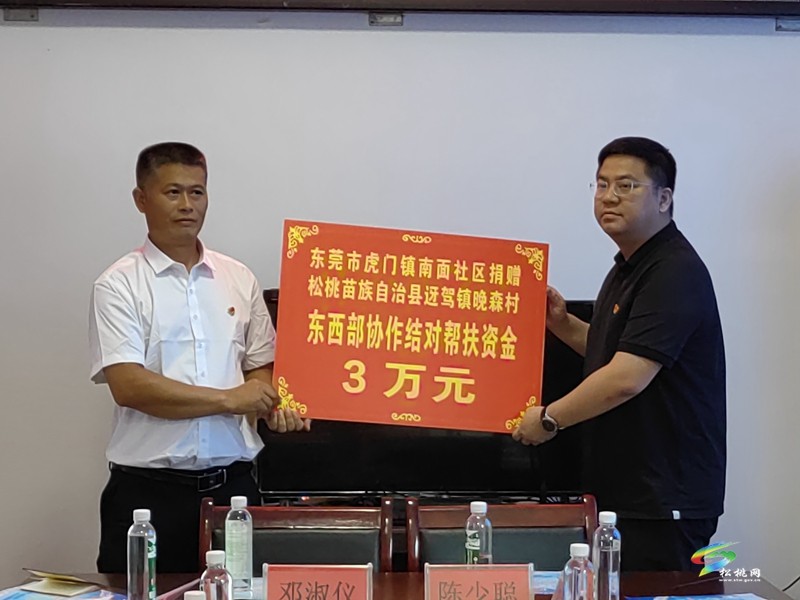 东莞市虎门镇南面社区捐赠
松桃苗族自治县迓驾镇晚森村
东西部协作结对帮扶资金
3万元
邓淑仪
陈少聪
松桃网